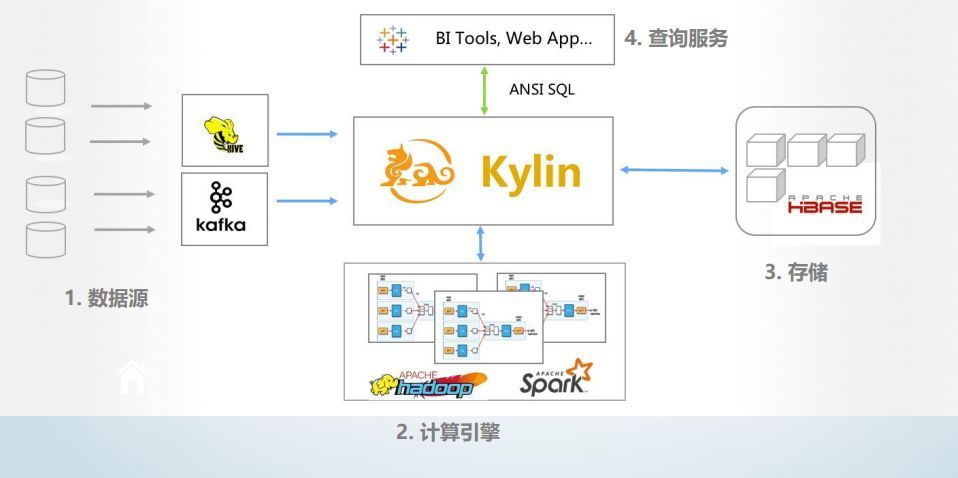 BI Tools, Web App...
4. 查询服务
ANSI SQL
HIVE
Kylin
kafka
APACHE
HBASE
1. 数据源
3. 存储
APACHE
hadoop
APACHE
Spark
2. 计算引擎